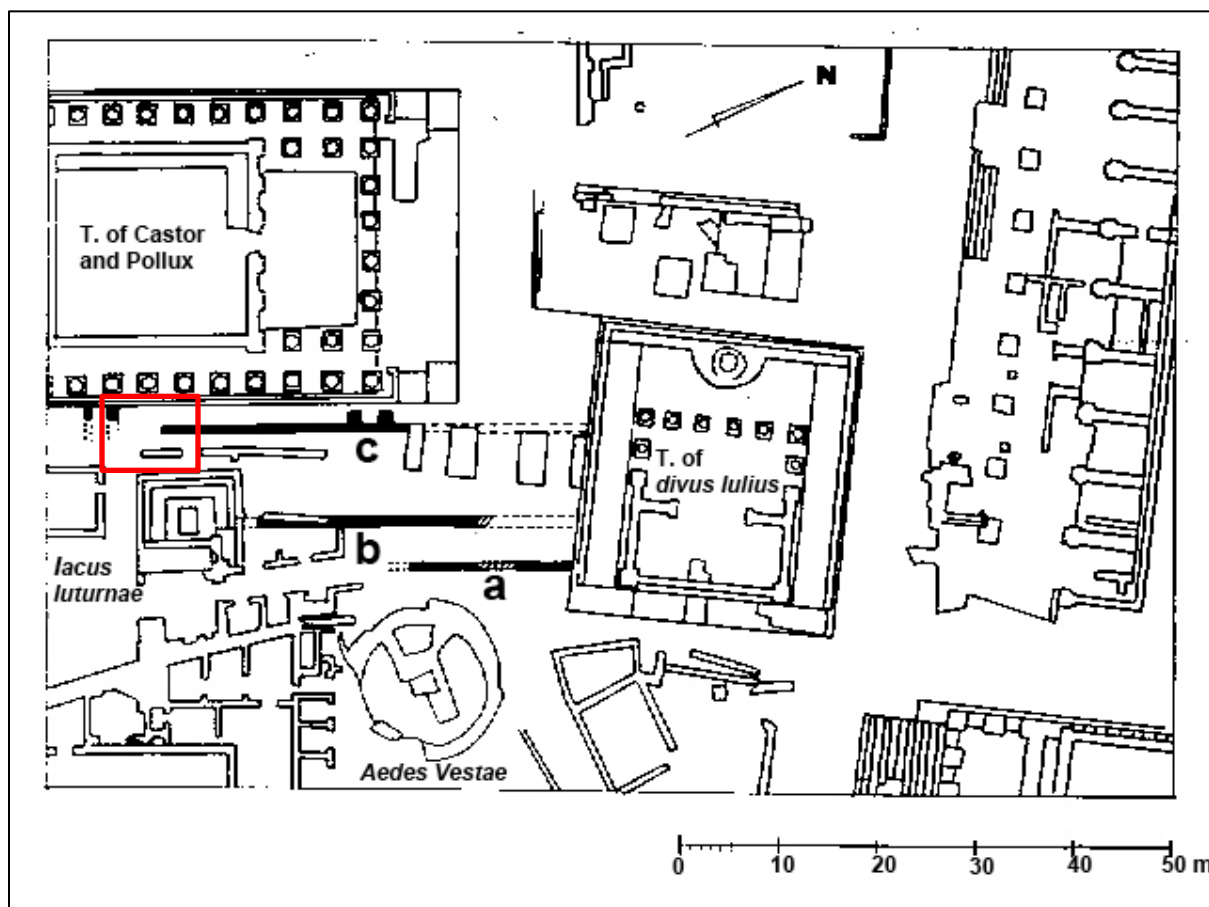 N
T. of Castor
and Pollux
c
T. of
divus Iulius
b
lacus
Iuturnae
a
Aedes Vestae
0 10 20 30 40 50 m